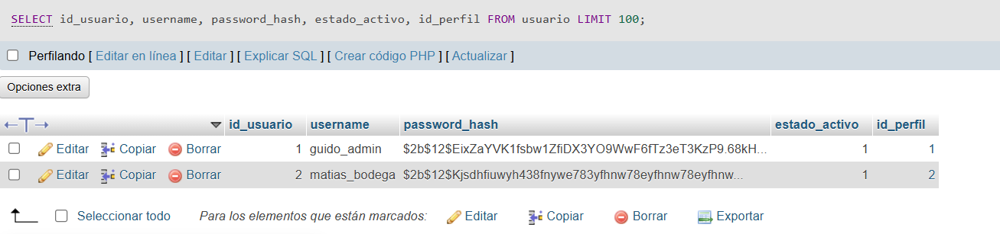 SELECT id_usuario, username, password_hash, estado_activo, id_perfil FROM usuario LIMIT 100;
Perfilando [ Editar en línea ] [ Editar ] [ Explicar SQL ] [ Crear código PHP ] [ Actualizar ]
Opciones extra
id_usuario username password_hash estado_activo id_perfil
Editar Copiar Borrar 1 guido_admin $2b$12$EixZaYVK1fsbw1ZfiDX3YO9WwF6fTz3eT3KzP9.68kH... 1 1
Editar Copiar Borrar 2 matias_bodega $2b$12$Kjsdhfiuwyh438fnywe783yfhnw78eyfhnw78eyfhnw... 1 2
Seleccionar todo Para los elementos que están marcados: Editar Copiar Borrar Exportar